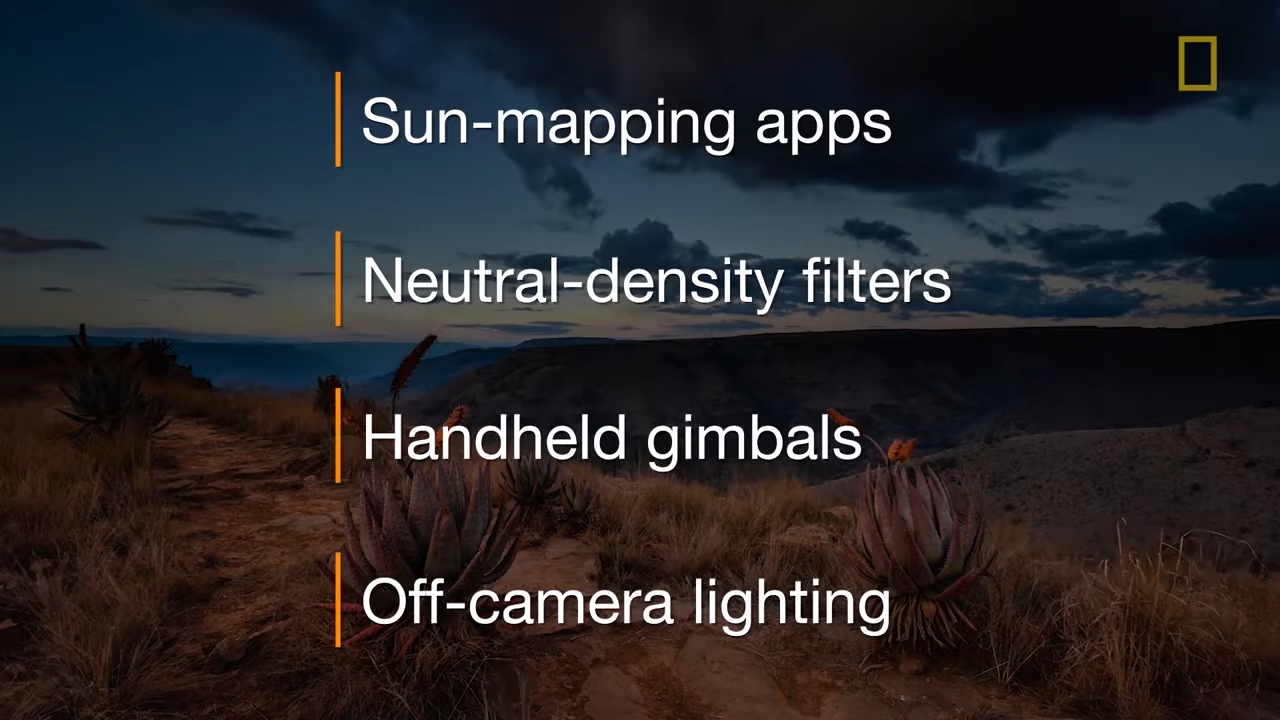 Sun-mapping apps
Neutral-density filters
Handheld gimbals
Off-camera lighting